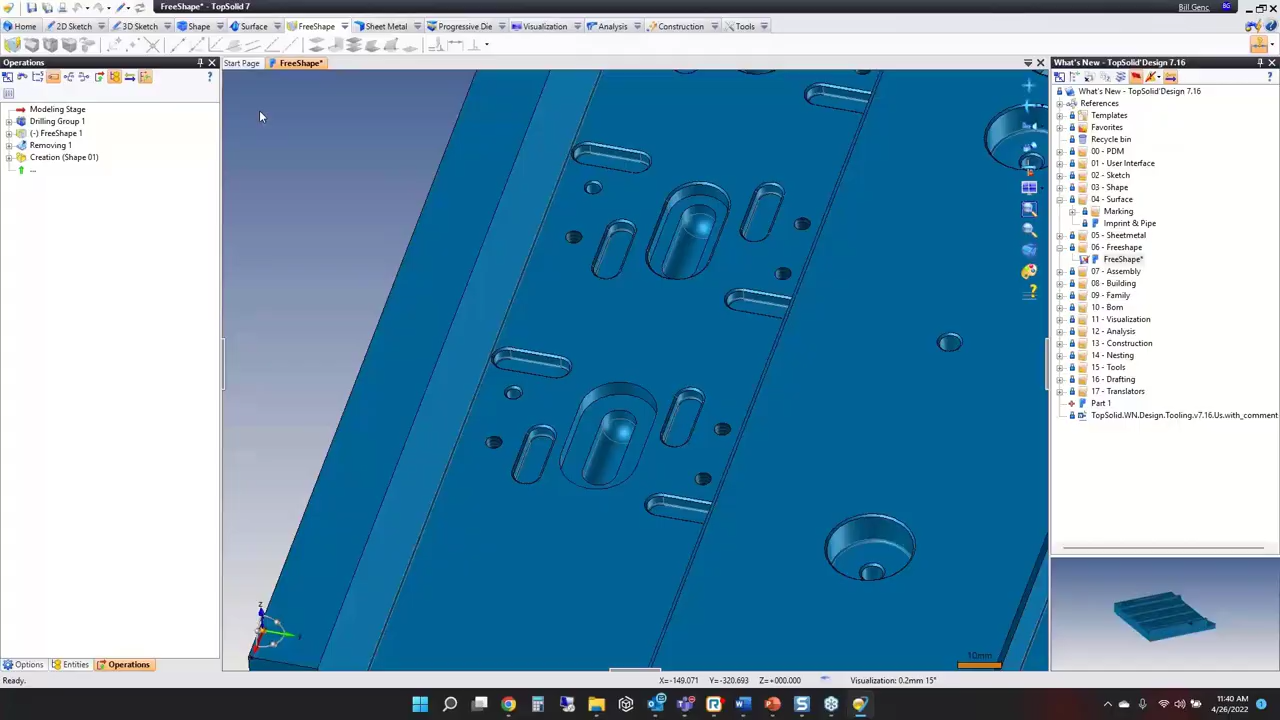 FreeShape* - TopSolid 7
Bill Genc
BG
Home
2D Sketch
3D Sketch
Shape
Surface
FreeShape
Sheet Metal
Progressive Die
Visualization
Analysis
Construction
Tools
Operations
?
Start Page
FreeShape*
What's New - TopSolid'Design 7.16
?
Modeling Stage
Drilling Group 1
(-) FreeShape 1
Removing 1
Creation (Shape 01)
...
What's New - TopSolid'Design 7.16
References
Templates
Favorites
Recycle bin
00 - PDM
01 - User Interface
02 - Sketch
03 - Shape
04 - Surface
Marking
Imprint & Pipe
05 - Sheetmetal
06 - Freeshape
FreeShape*
07 - Assembly
08 - Building
09 - Family
10 - Bom
11 - Visualization
12 - Analysis
13 - Construction
14 - Nesting
15 - Tools
16 - Drafting
17 - Translators
Part 1
TopSolid.WN.Design.Tooling.v7.16.Us.with_comment
z
10mm
Options
Entities
Operations
Ready.
X=-149.071
Y=-320.693
Z=+000.000
Visualization: 0.2mm 15°
11:40 AM
4/26/2022